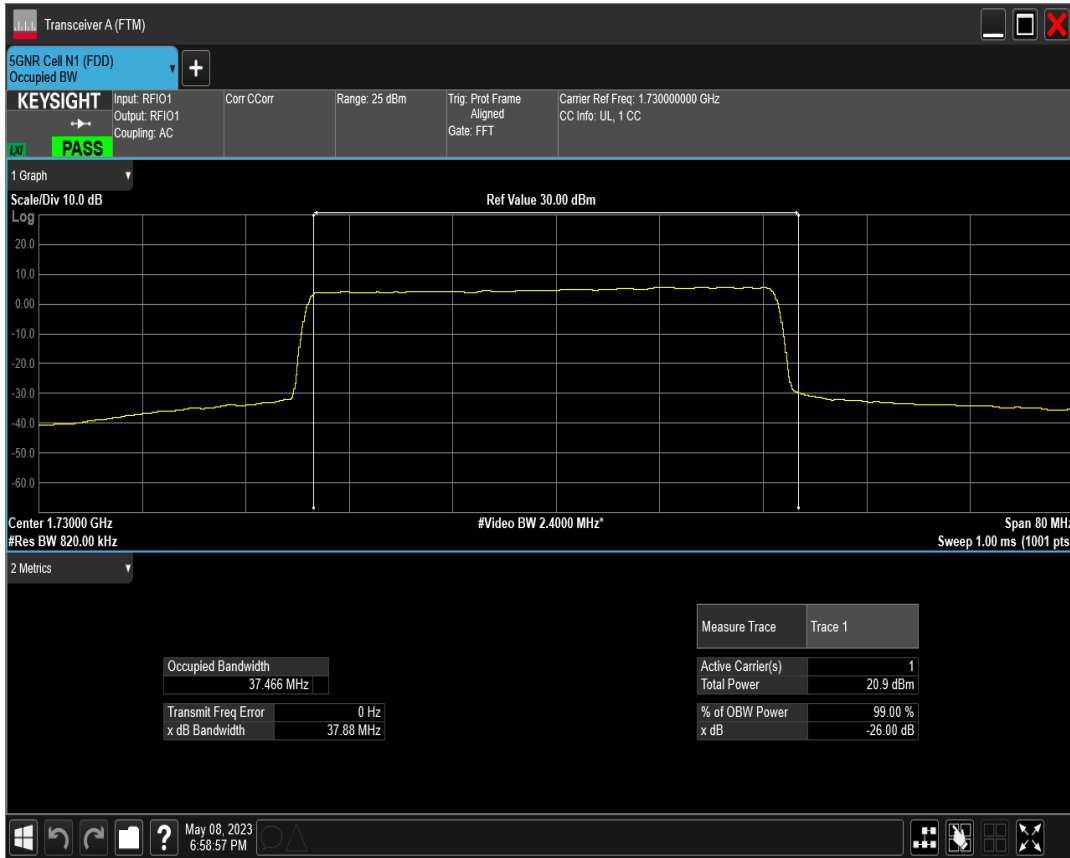 Transceiver A (FTM)
5GNR Cell N1 (FDD)
Occupied BW
+
KEYSIGHT
LXI
PASS
Input: RFIO1
Output: RFIO1
Coupling: AC
Corr CCorr
Range: 25 dBm
Trig: Prot Frame
Aligned
Gate: FFT
Carrier Ref Freq: 1.730000000 GHz
CC Info: UL, 1 CC
1 Graph
Scale/Div 10.0 dB
Ref Value 30.00 dBm
Log
20.0
10.0
0.00
-10.0
-20.0
-30.0
-40.0
-50.0
-60.0
Center 1.73000 GHz
#Video BW 2.4000 MHz*
Span 80 MHz
#Res BW 820.00 kHz
Sweep 1.00 ms (1001 pts
2 Metrics
Measure Trace Trace 1
Occupied Bandwidth
37.466 MHz
Active Carrier(s) 1
Total Power 20.9 dBm
Transmit Freq Error 0 Hz
x dB Bandwidth 37.88 MHz
% of OBW Power 99.00 %
x dB -26.00 dB
?
May 08, 2023
6:58:57 PM